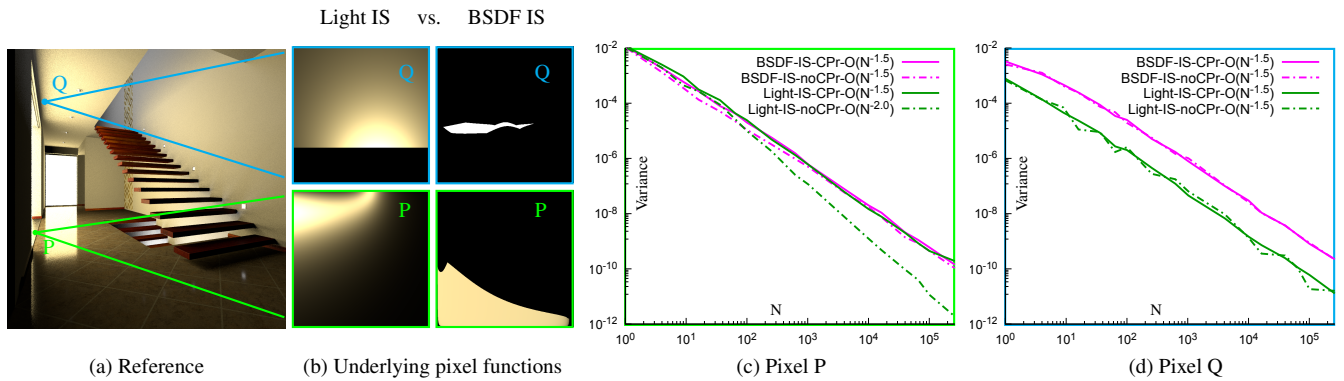 Light IS vs. BSDF IS
Q
P
Q
Q
P
P
10^-2
10^-4
10^-6
10^-8
10^-10
10^-12
Variance
BSDF-IS-CPr-O(N^-1.5)
BSDF-IS-noCPr-O(N^-1.5)
Light-IS-CPr-O(N^-1.5)
Light-IS-noCPr-O(N^-2.0)
N
10^0 10^1 10^2 10^3 10^4 10^5
10^-2
10^-4
10^-6
10^-8
10^-10
10^-12
Variance
BSDF-IS-CPr-O(N^-1.5)
BSDF-IS-noCPr-O(N^-1.5)
Light-IS-CPr-O(N^-1.5)
Light-IS-noCPr-O(N^-1.5)
N
10^0 10^1 10^2 10^3 10^4 10^5
(a) Reference
(b) Underlying pixel functions
(c) Pixel P
(d) Pixel Q